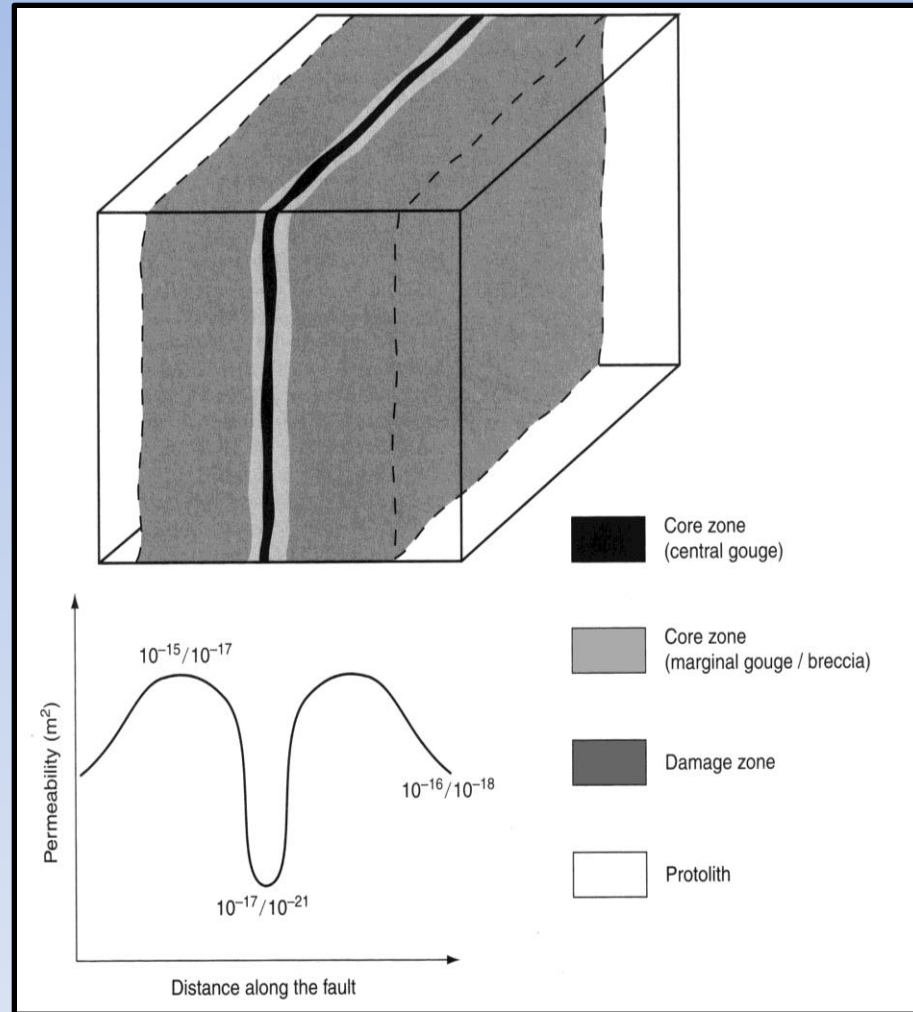 Core zone
(central gouge)
Core zone
(marginal gouge / breccia)
Damage zone
Protolith
Permeability (m²)
10⁻¹⁵/10⁻¹⁷
10⁻¹⁶/10⁻¹⁸
10⁻¹⁷/10⁻²¹
Distance along the fault